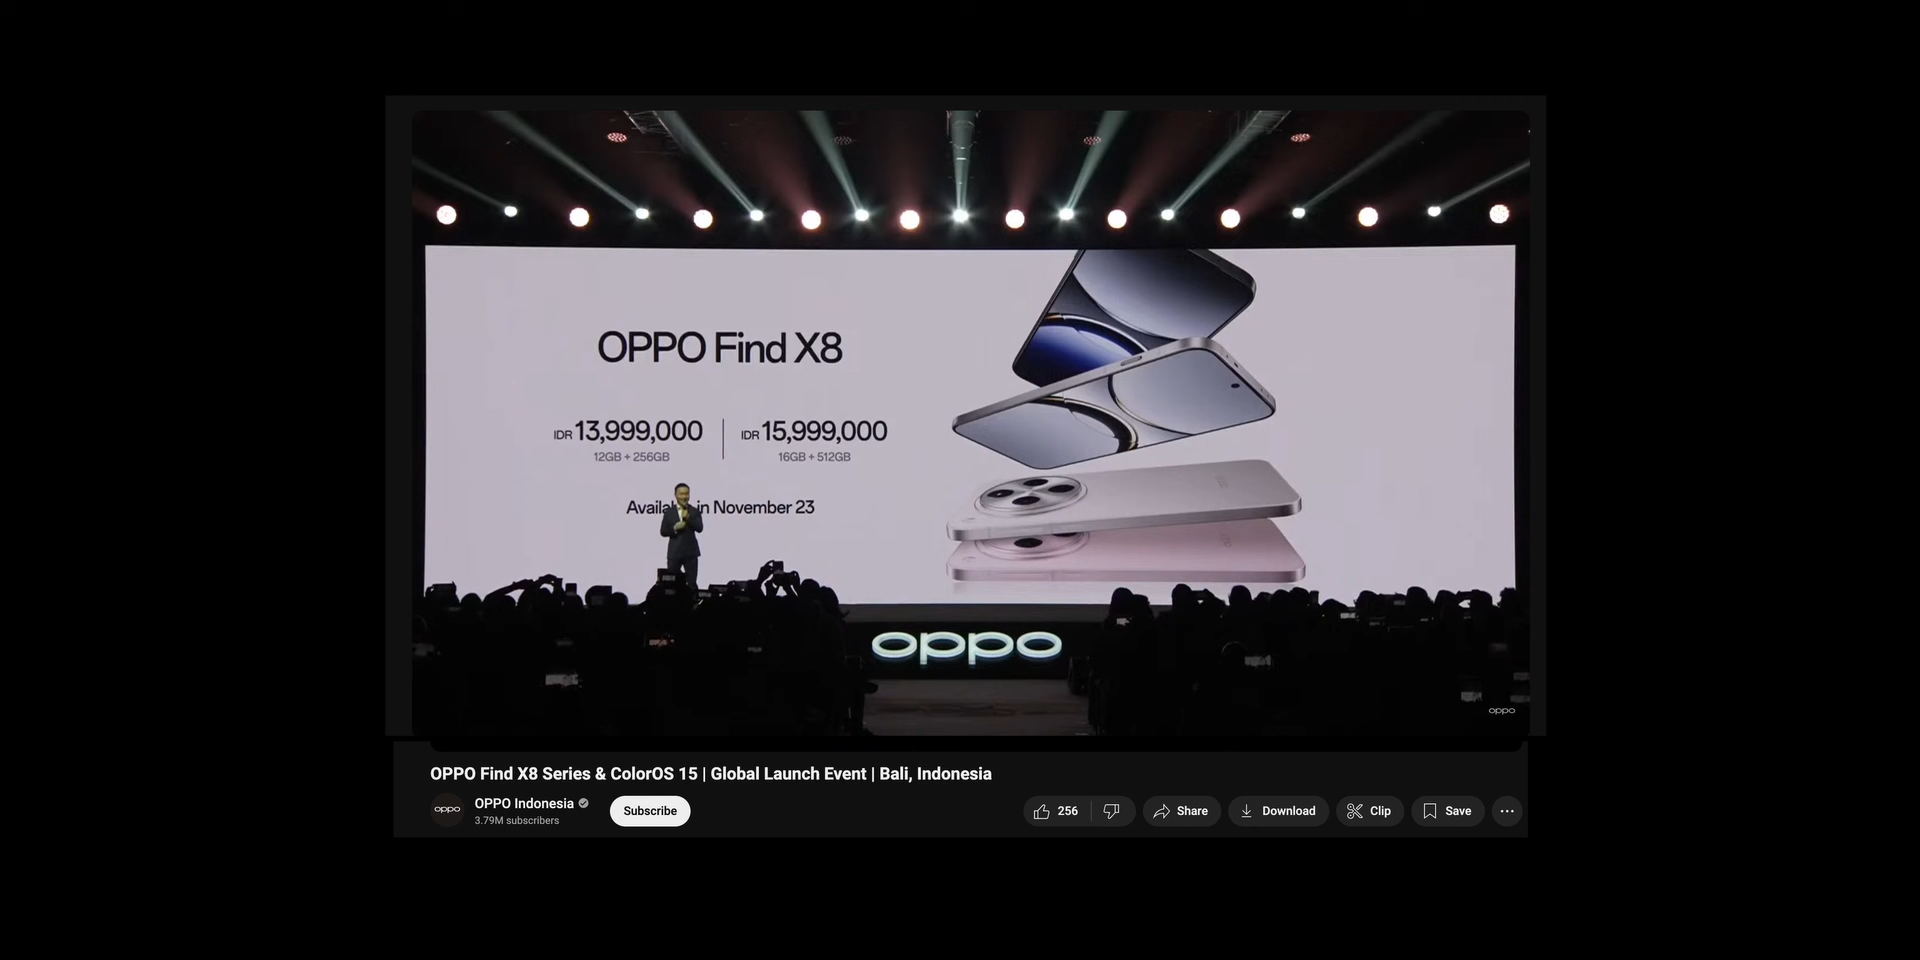 OPPO Find X8
IDR 13,999,000 | IDR 15,999,000
12GB + 256GB 16GB + 512GB
in November 23
oppo
oppo
OPPO Find X8 Series & ColorOS 15 | Global Launch Event | Bali, Indonesia
oppo
OPPO Indonesia
3.79M subscribers
Subscribe
256
Share
Download
Clip
Save